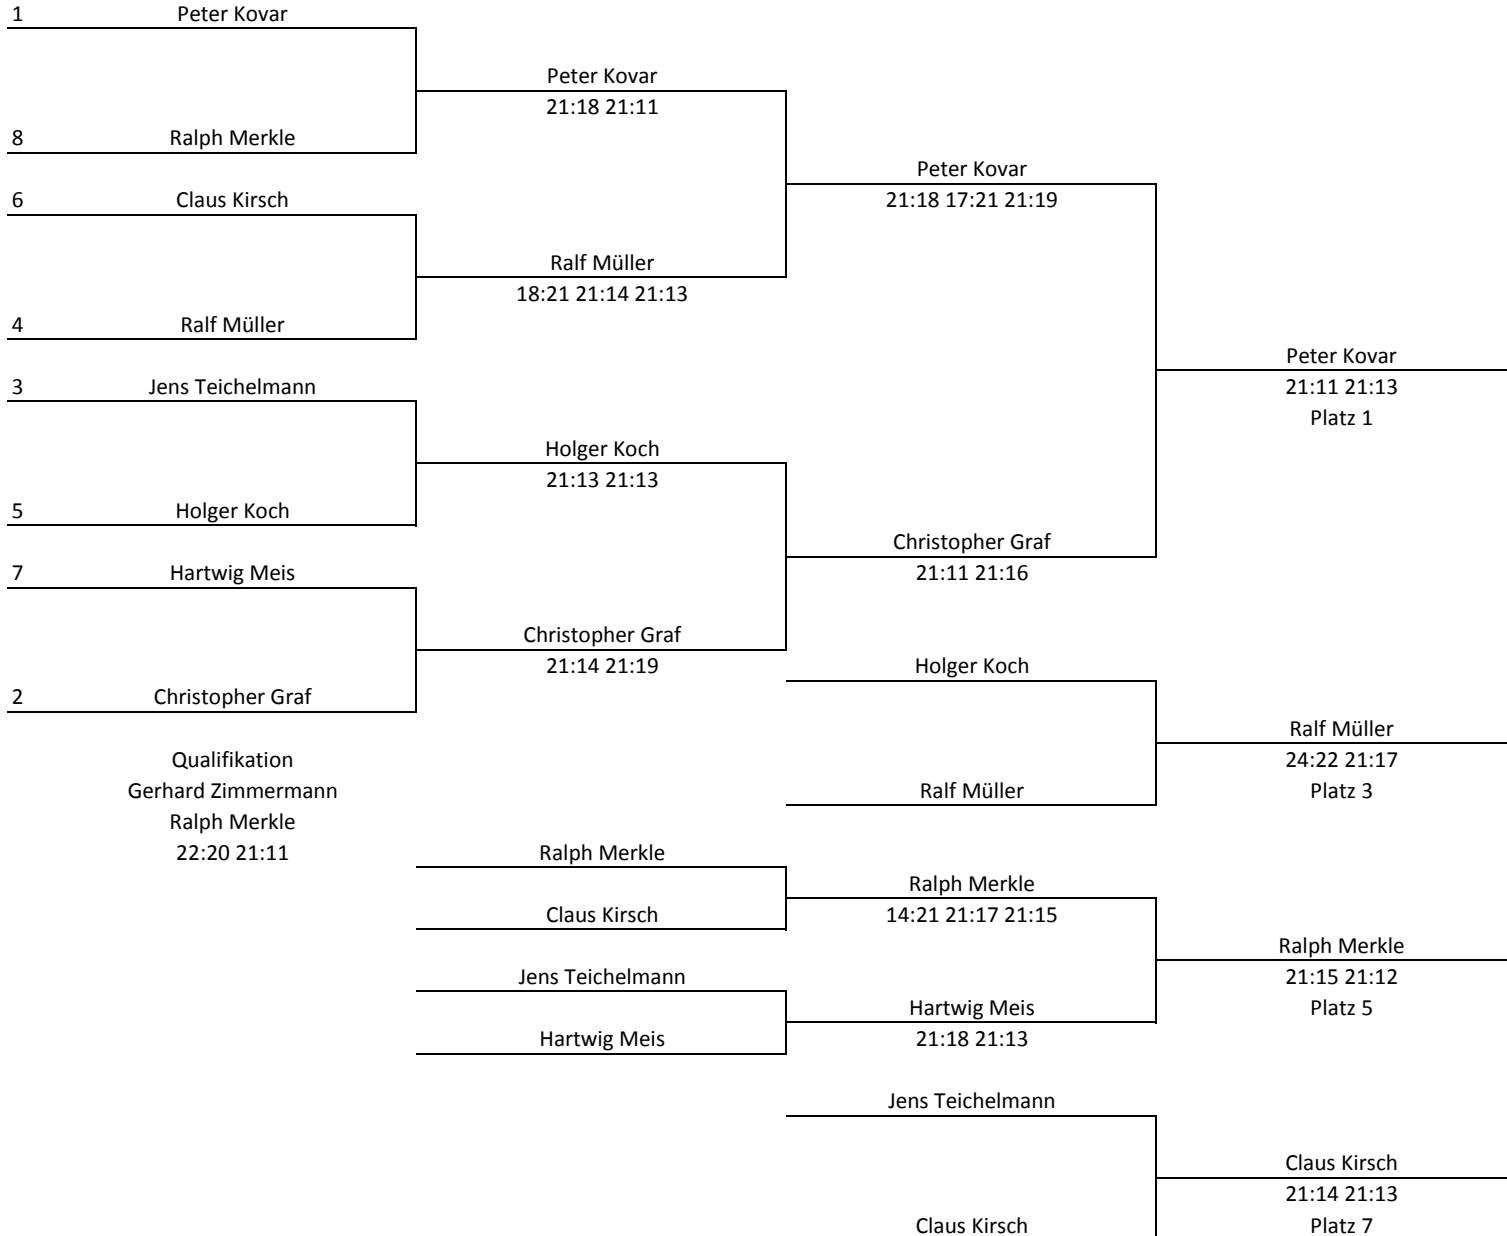 1 Peter Kovar
Peter Kovar
21:18 21:11
8 Ralph Merkle
Peter Kovar
21:18 17:21 21:19
6 Claus Kirsch
Ralf Müller
18:21 21:14 21:13
4 Ralf Müller
Peter Kovar
21:11 21:13
Platz 1
3 Jens Teichelmann
Holger Koch
21:13 21:13
5 Holger Koch
Christopher Graf
21:11 21:16
7 Hartwig Meis
Christopher Graf
21:14 21:19
2 Christopher Graf
Holger Koch
Ralf Müller
24:22 21:17
Platz 3
Ralf Müller
Qualifikation
Gerhard Zimmermann
Ralph Merkle
22:20 21:11
Ralph Merkle
Ralph Merkle
14:21 21:17 21:15
Claus Kirsch
Ralph Merkle
21:15 21:12
Platz 5
Jens Teichelmann
Hartwig Meis
21:18 21:13
Hartwig Meis
Jens Teichelmann
Claus Kirsch
21:14 21:13
Platz 7
Claus Kirsch